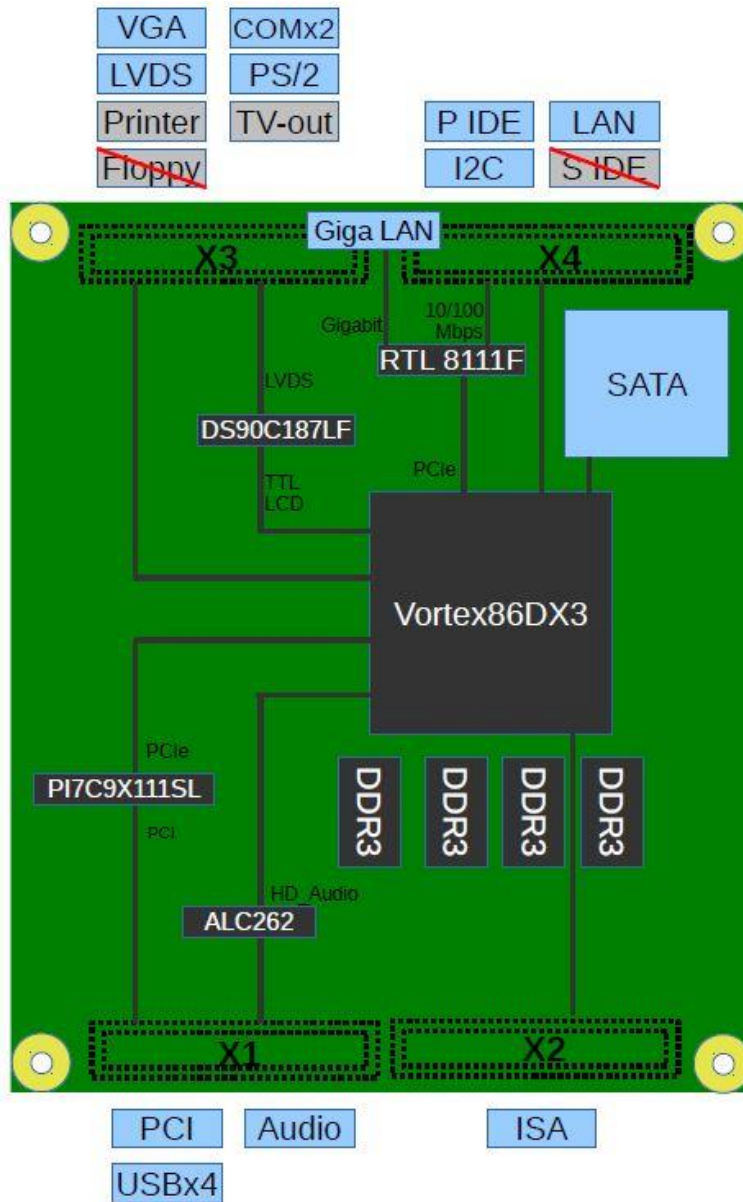 VGA COMx2
LVDS PS/2
Printer TV-out
Floppy
P IDE LAN
I2C S IDE
Giga LAN
X3 X4
Gigabit
10/100
Mbps
RTL 8111F
SATA
LVDS
DS90C187LF
PCIe
TTL
LCD
Vortex86DX3
PCIe
PI7C9X111SL
PCI
DDR3 DDR3 DDR3 DDR3
HD_Audio
ALC262
X1 X2
PCI Audio ISA
USBx4